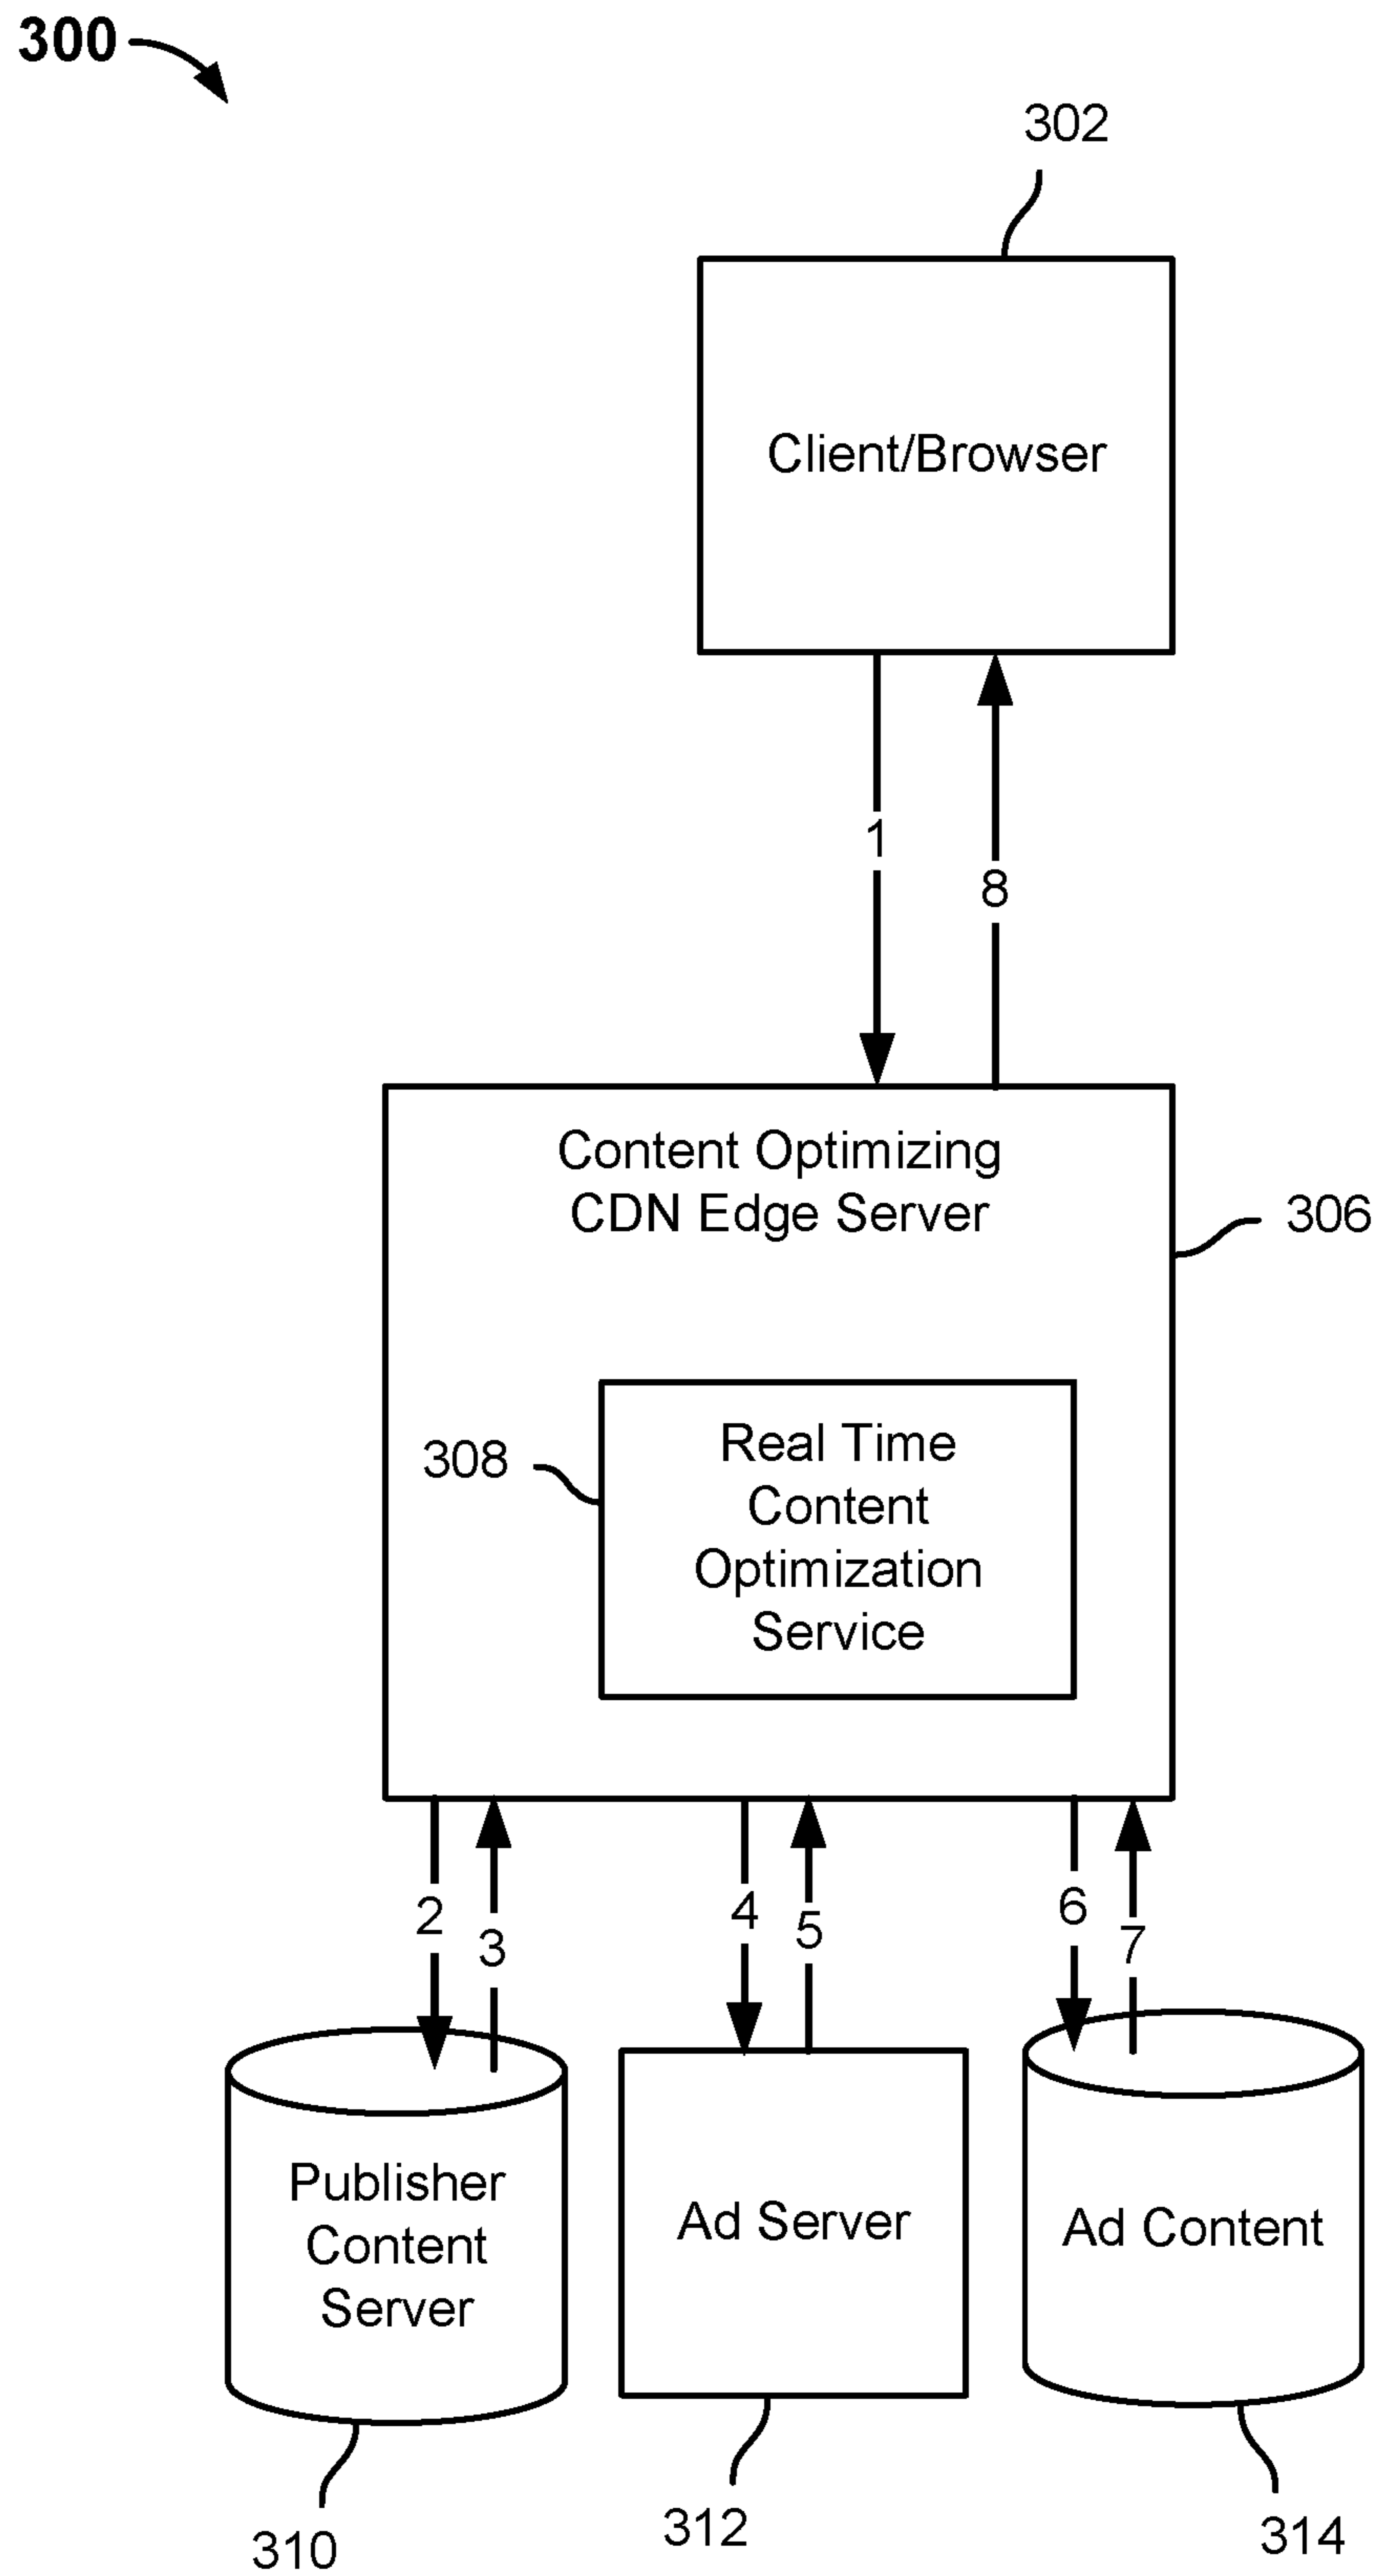 300
302
Client/Browser
1
8
Content Optimizing
CDN Edge Server
306
308
Real Time
Content
Optimization
Service
2
3
4
5
6
7
Publisher
Content
Server
Ad Server
Ad Content
310
312
314